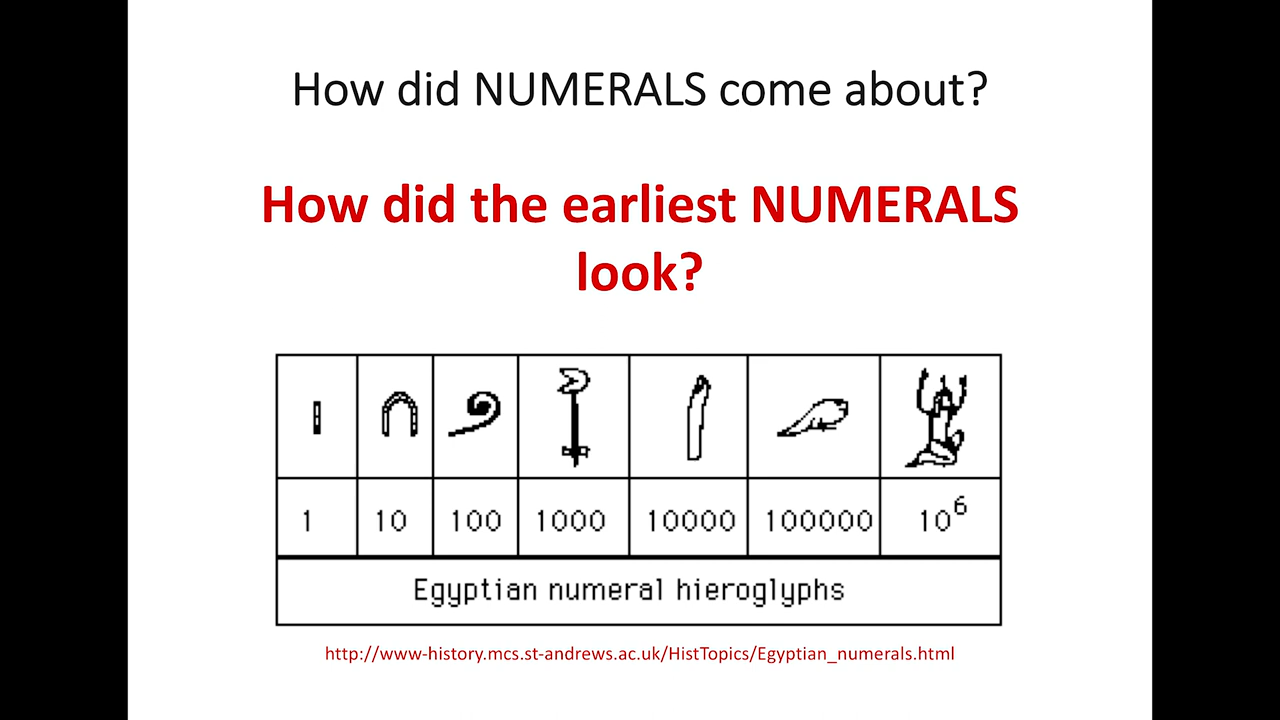 How did NUMERALS come about?
How did the earliest NUMERALS
look?
1 10 100 1000 10000 100000 10⁶
Egyptian numeral hieroglyphs
http://www-history.mcs.st-andrews.ac.uk/HistTopics/Egyptian_numerals.html